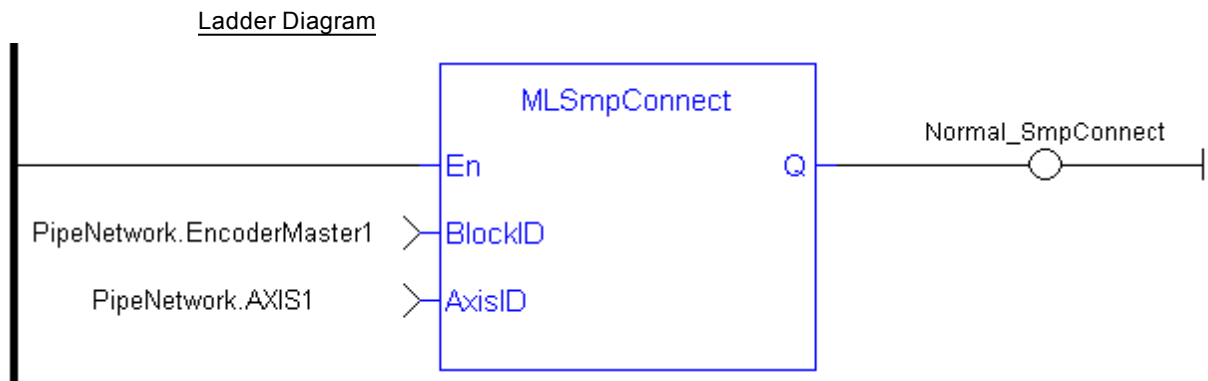 Ladder Diagram
MLSmpConnect
Normal_SmpConnect
En
Q
PipeNetwork.EncoderMaster1
BlockID
PipeNetwork.AXIS1
AxisID